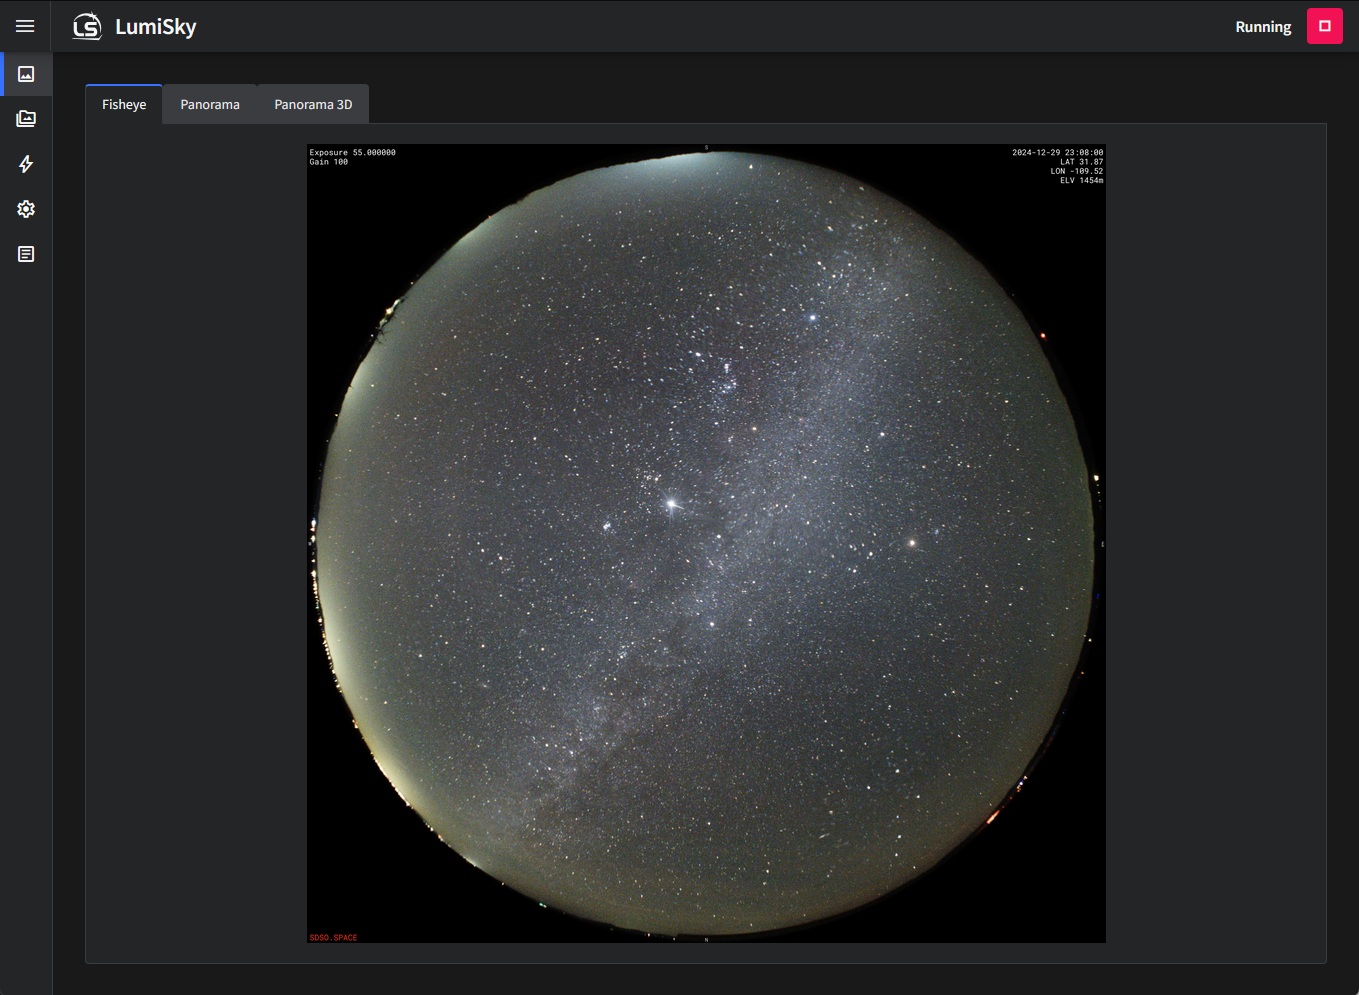 LS LumiSky
Running
Fisheye
Panorama
Panorama 3D
Exposure 55.000000
Gain 100
S
2024-12-29 23:08:00
LAT 31.87
LON -109.52
ELV 1454m
SDSO.SPACE
N